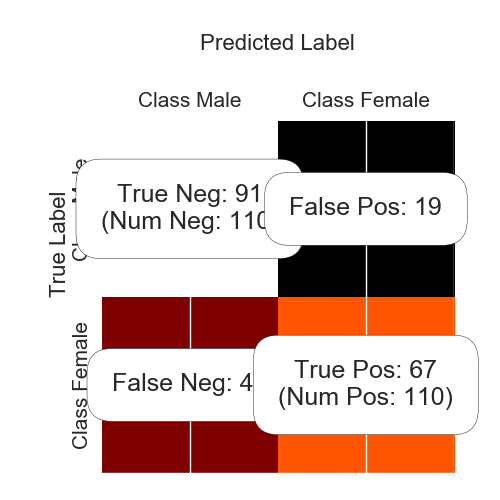 Predicted Label
Class Male
Class Female
True Label
True Neg: 91
(Num Neg: 110
False Pos: 19
Class Female
False Neg: 4
True Pos: 67
(Num Pos: 110)